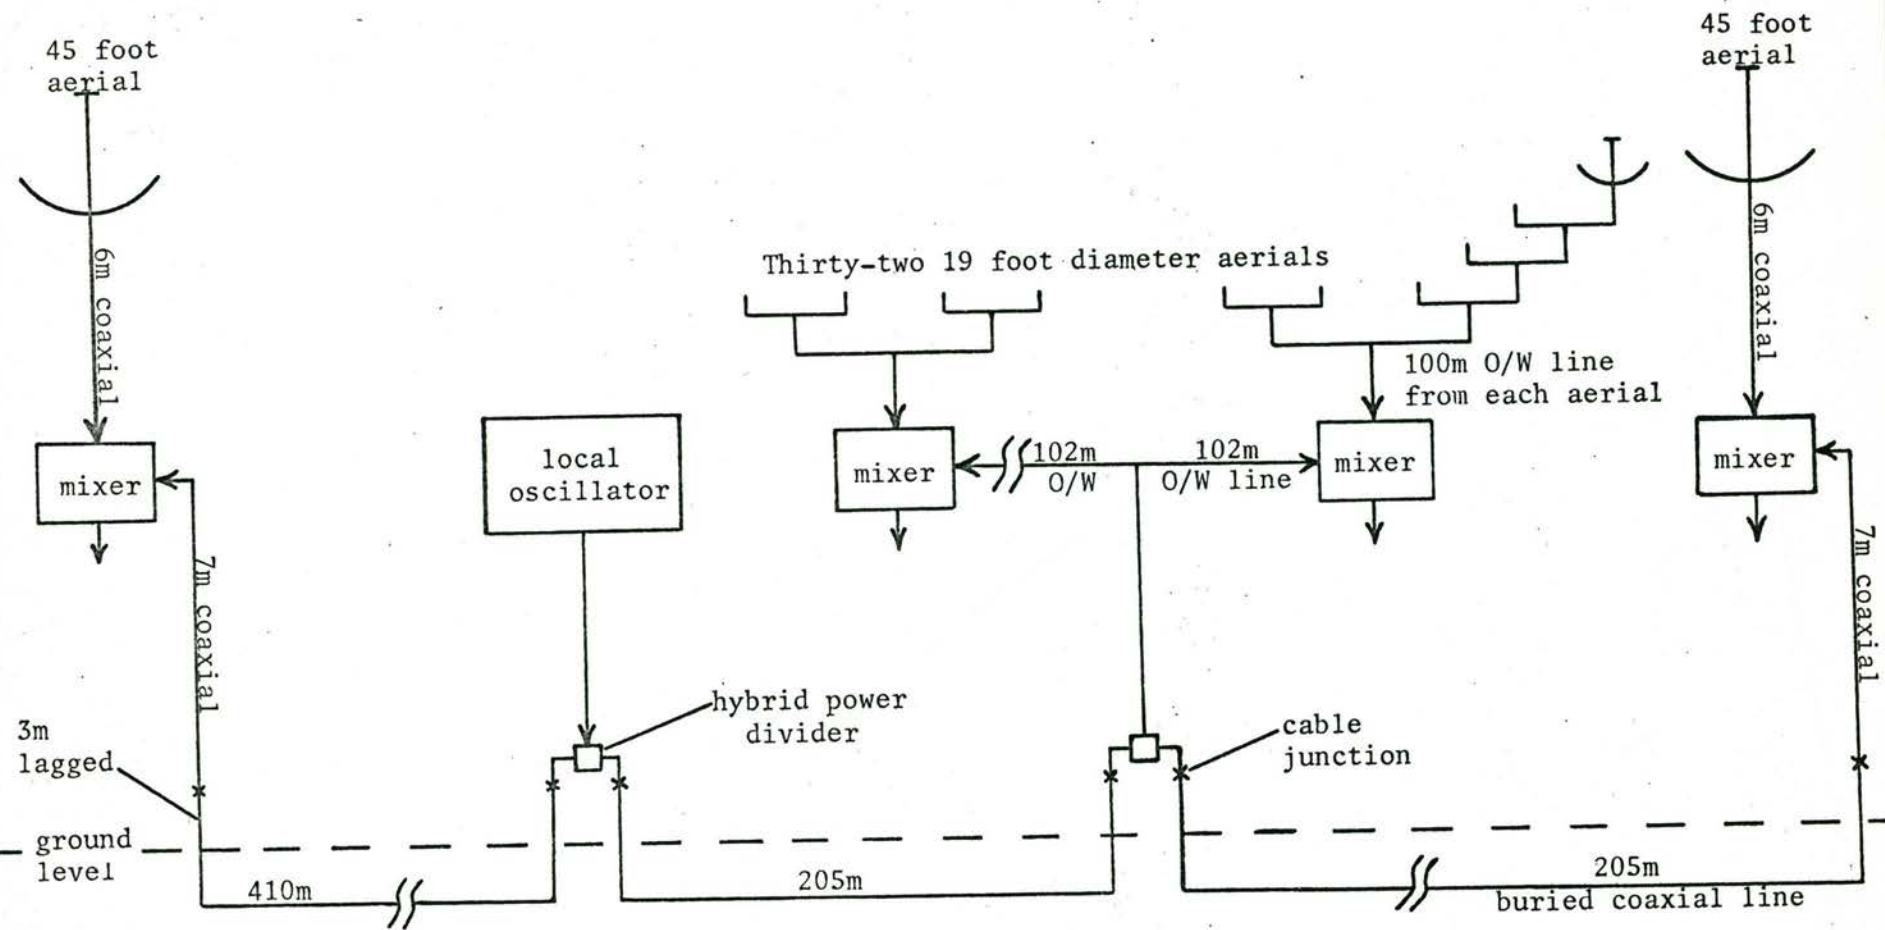 45 foot
aerial
45 foot
aerial
6m coaxial
6m coaxial
Thirty-two 19 foot diameter aerials
100m O/W line
from each aerial
mixer
local
oscillator
mixer
102m
O/W
102m
O/W line
mixer
mixer
7m coaxial
7m coaxial
hybrid power
divider
cable
junction
3m
lagged
ground
level
410m
205m
205m
buried coaxial line